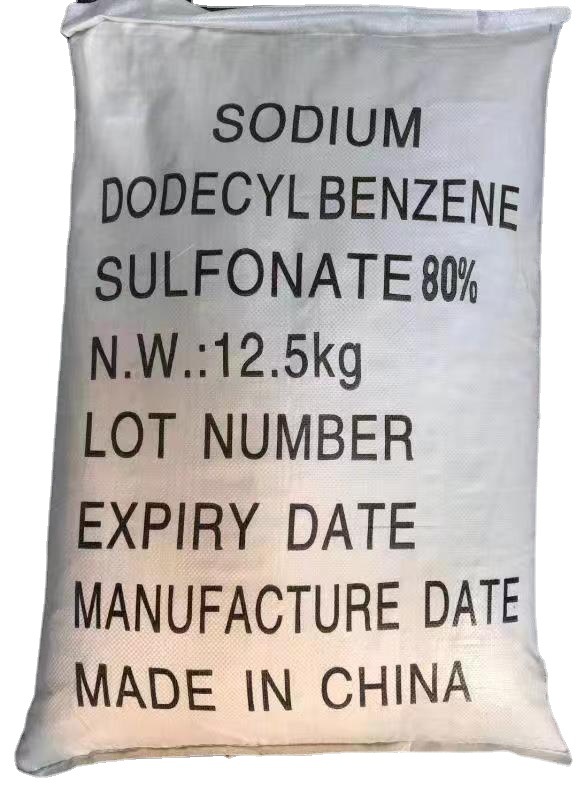 SODIUM
DODECYLBENZENE
SULFONATE 80%
N.W.:12.5kg
LOT NUMBER
EXPIRY DATE
MANUFACTURE DATE
MADE IN CHINA